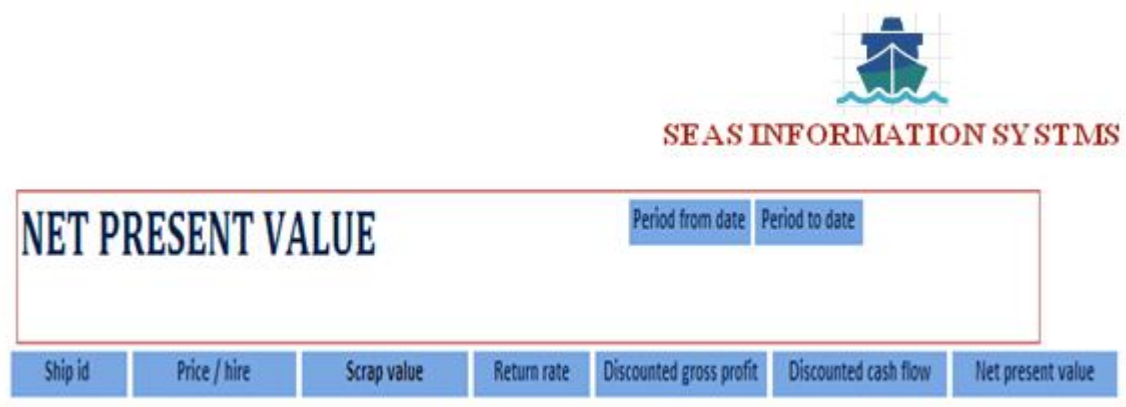 SEAS INFORMATION SYSTMS
NET PRESENT VALUE
Period from date Period to date
Ship id Price / hire Scrap value Return rate Discounted gross profit Discounted cash flow Net present value